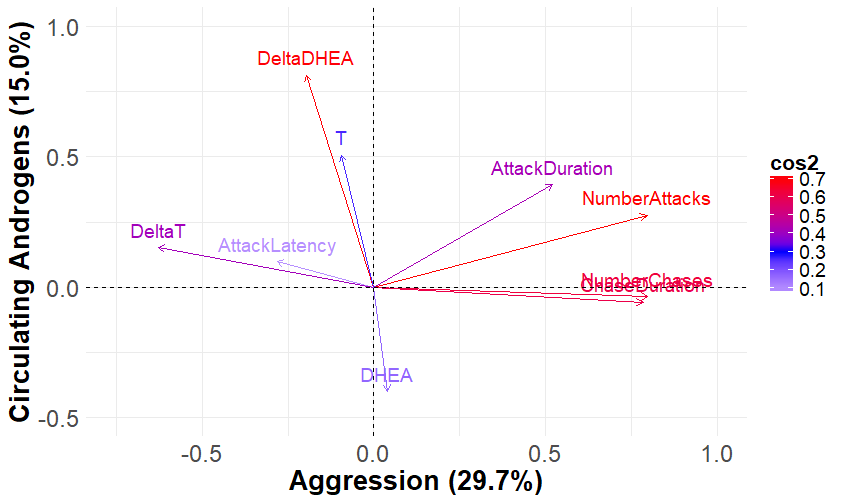 1.0
DeltaDHEA
cos2
T
0.7
0.5
AttackDuration
0.6
NumberAttacks
0.5
0.4
DeltaT
AttackLatency
0.3
0.2
NumberChases
ChaseDuration
0.1
0.0
DHEA
-0.5
-0.5
0.0
0.5
1.0
Aggression (29.7%)
Circulating Androgens (15.0%)